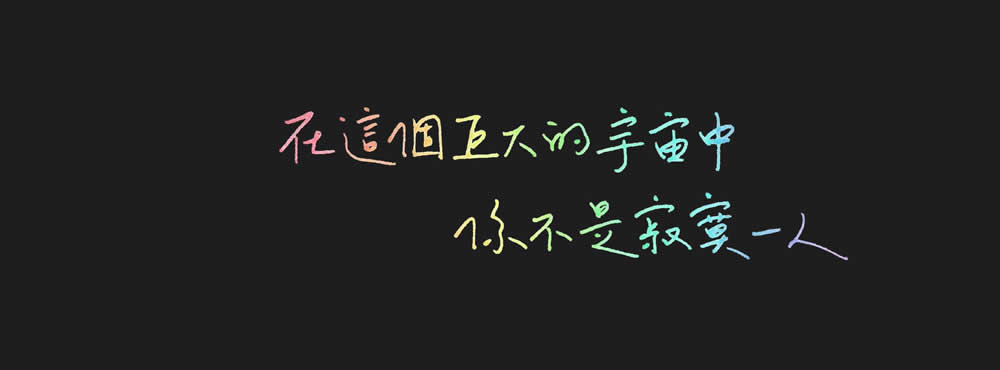 在這個巨大的宇宙中
你不是寂寞一人